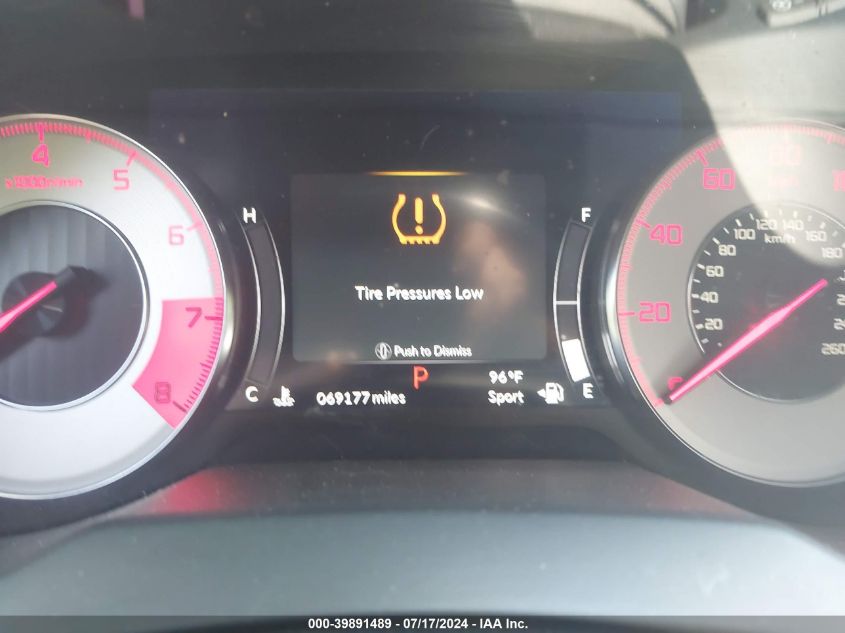 4
5
6
7
8
x1000r/min
H
C
Tire Pressures Low
Push to Dismiss
P
069177 miles
96°F
Sport
F
E
0
20
40
60
80
20
40
60
80
100
120
140
160
180
km/h
260
000-39891489 - 07/17/2024 - IAA Inc.